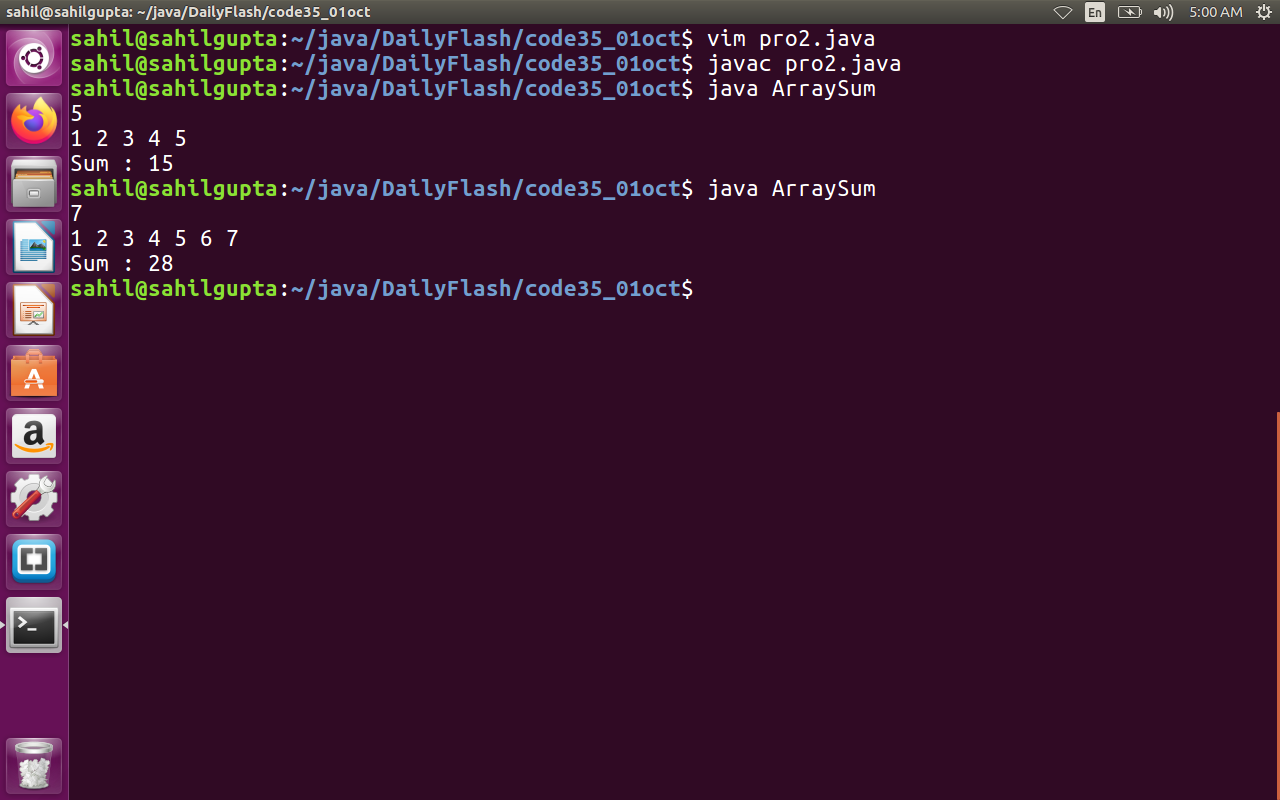 sahil@sahilgupta: ~/java/DailyFlash/code35_01oct
En
5:00 AM
sahil@sahilgupta:~/java/DailyFlash/code35_01oct$ vim pro2.java
sahil@sahilgupta:~/java/DailyFlash/code35_01oct$ javac pro2.java
sahil@sahilgupta:~/java/DailyFlash/code35_01oct$ java ArraySum
5
1 2 3 4 5
Sum : 15
sahil@sahilgupta:~/java/DailyFlash/code35_01oct$ java ArraySum
7
1 2 3 4 5 6 7
Sum : 28
sahil@sahilgupta:~/java/DailyFlash/code35_01oct$